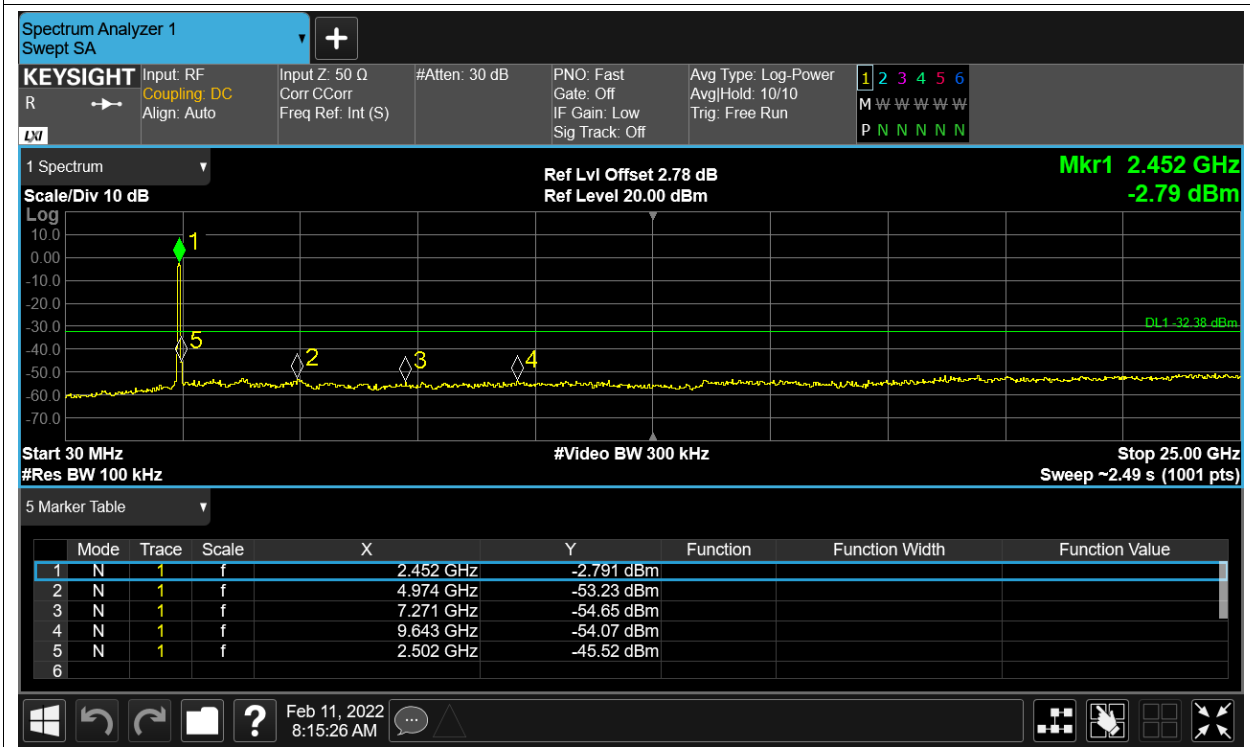 Spectrum Analyzer 1
Swept SA
KEYSIGHT Input: RF Input Z: 50 Ω #Atten: 30 dB PNO: Fast Avg Type: Log-Power 1 2 3 4 5 6
R Coupling: DC Corr CCorr Gate: Off Avg|Hold: 10/10 M W W W W W
Align: Auto Freq Ref: Int (S) IF Gain: Low Trig: Free Run
LXI Sig Track: Off P N N N N N
1 Spectrum Ref Lvl Offset 2.78 dB Mkr1 2.452 GHz
Scale/Div 10 dB Ref Level 20.00 dBm -2.79 dBm
Log
10.0 1
0.00
-10.0
-20.0
-30.0 DL1 -32.38 dBm
-40.0 5
-50.0 2 3 4
-60.0
-70.0
Start 30 MHz #Video BW 300 kHz Stop 25.00 GHz
#Res BW 100 kHz Sweep ~2.49 s (1001 pts)
5 Marker Table
Mode Trace Scale X Y Function Function Width Function Value
1 N 1 f 2.452 GHz -2.791 dBm
2 N 1 f 4.974 GHz -53.23 dBm
3 N 1 f 7.271 GHz -54.65 dBm
4 N 1 f 9.643 GHz -54.07 dBm
5 N 1 f 2.502 GHz -45.52 dBm
6
? Feb 11, 2022
8:15:26 AM